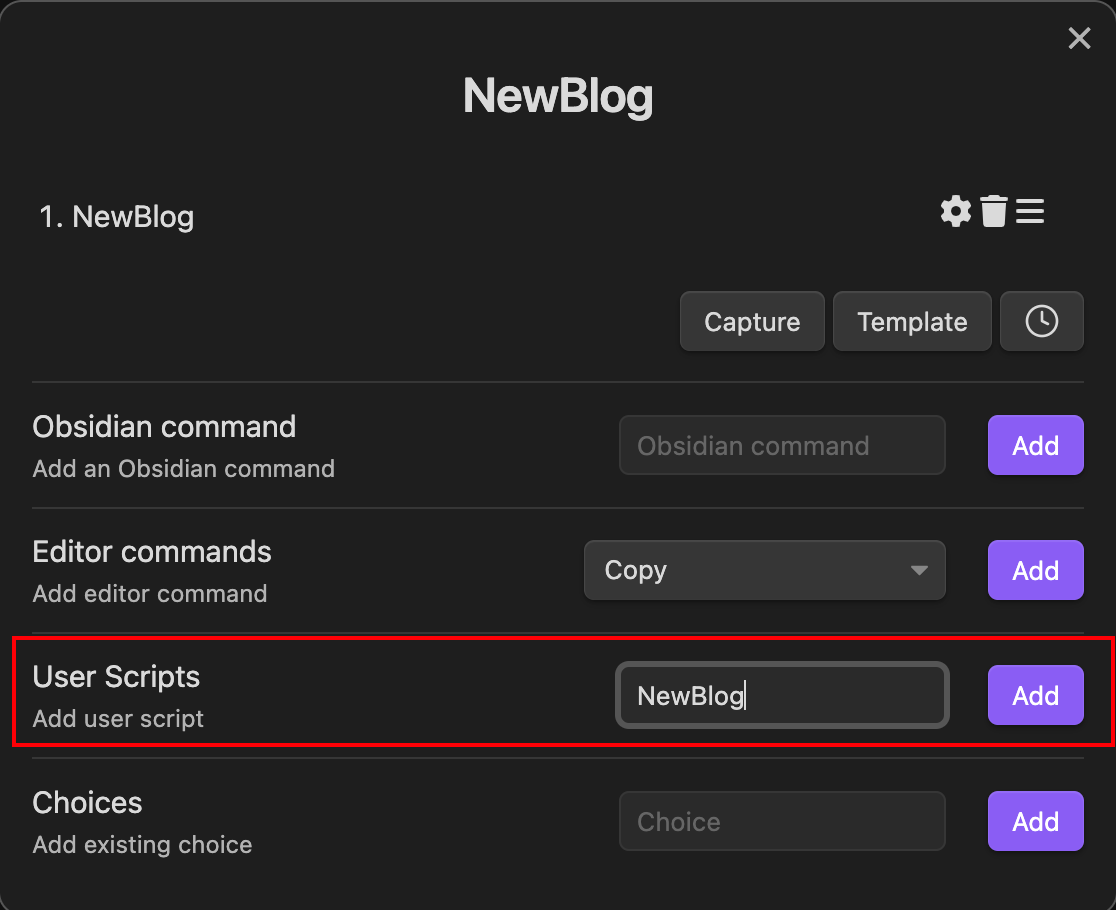 NewBlog
1. NewBlog
Capture Template
Obsidian command
Add an Obsidian command
Obsidian command Add
Editor commands
Add editor command
Copy Add
User Scripts
Add user script
NewBlog Add
Choices
Add existing choice
Choice Add